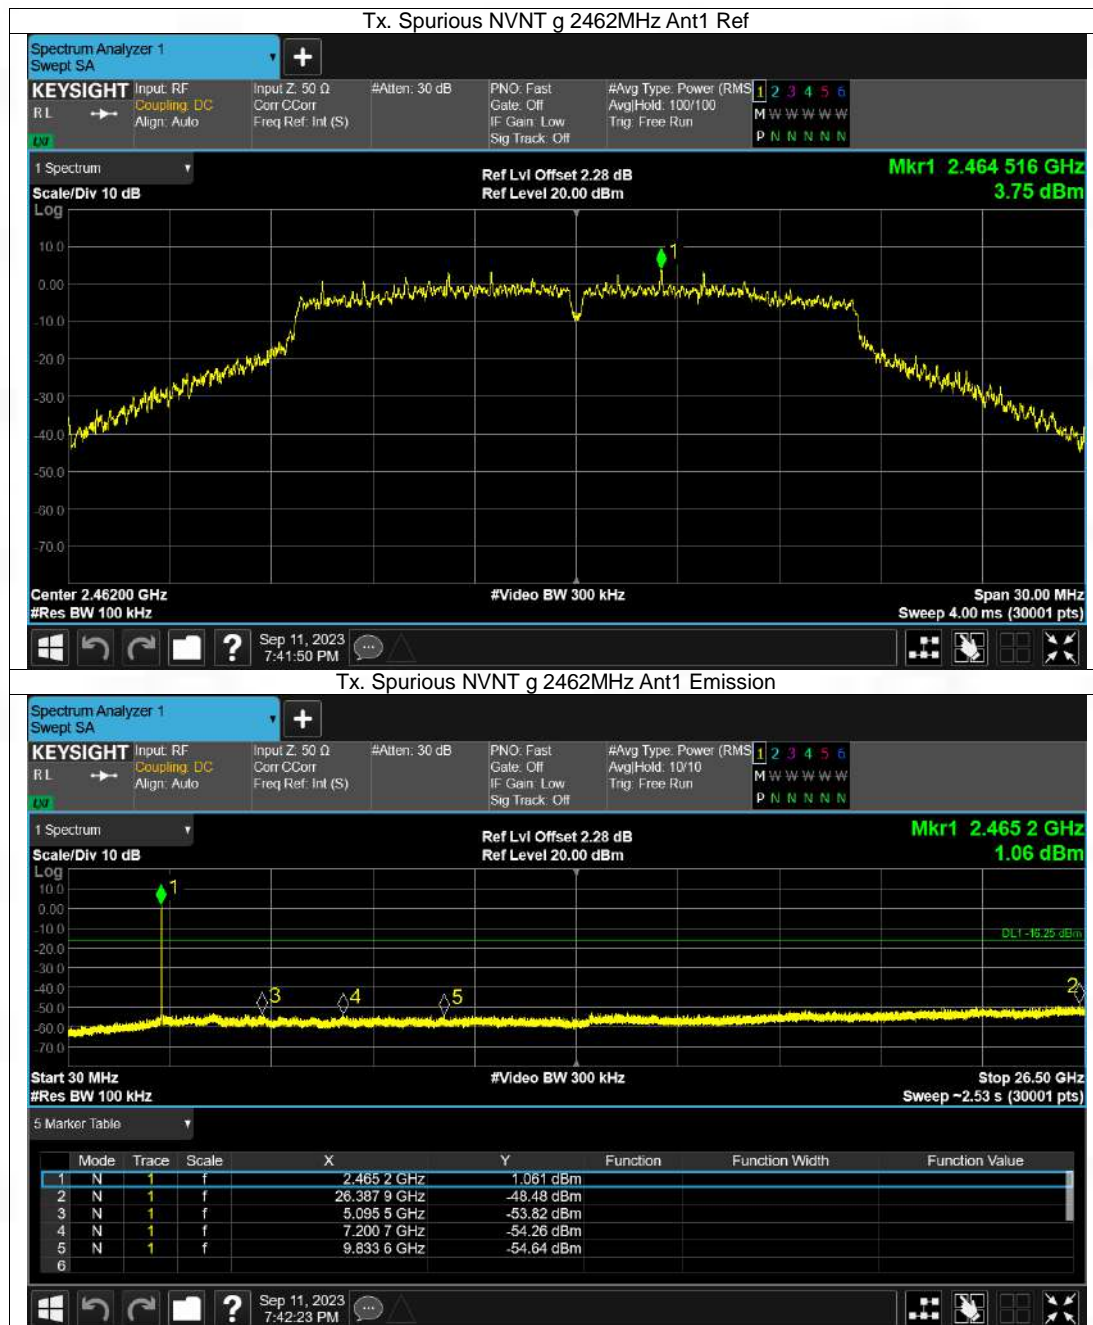 Tx. Spurious NVNT g 2462MHz Ant1 Ref
Spectrum Analyzer 1
Swept SA
KEYSIGHT
R L
LXI
Input: RF
Coupling: DC
Align: Auto
Input Z: 50 Ω
Corr CCorr
Freq Ref: Int (S)
#Atten: 30 dB
PNO: Fast
Gate: Off
IF Gain: Low
Sig Track: Off
#Avg Type: Power (RMS
Avg|Hold: 100/100
Trig: Free Run
1 2 3 4 5 6
M W W W W W
P N N N N N
1 Spectrum
Scale/Div 10 dB
Ref Lvl Offset 2.28 dB
Ref Level 20.00 dBm
Mkr1 2.464 516 GHz
3.75 dBm
Log
10.0
0.00
-10.0
-20.0
-30.0
-40.0
-50.0
-60.0
-70.0
1
Center 2.46200 GHz
#Res BW 100 kHz
#Video BW 300 kHz
Span 30.00 MHz
Sweep 4.00 ms (30001 pts)
?
Sep 11, 2023
7:41:50 PM
Tx. Spurious NVNT g 2462MHz Ant1 Emission
Spectrum Analyzer 1
Swept SA
KEYSIGHT
R L
LXI
Input: RF
Coupling: DC
Align: Auto
Input Z: 50 Ω
Corr CCorr
Freq Ref: Int (S)
#Atten: 30 dB
PNO: Fast
Gate: Off
IF Gain: Low
Sig Track: Off
#Avg Type: Power (RMS
Avg|Hold: 10/10
Trig: Free Run
1 2 3 4 5 6
M W W W W W
P N N N N N
1 Spectrum
Scale/Div 10 dB
Ref Lvl Offset 2.28 dB
Ref Level 20.00 dBm
Mkr1 2.465 2 GHz
1.06 dBm
Log
10.0
0.00
-10.0
-20.0
-30.0
-40.0
-50.0
-60.0
-70.0
1
DL1 -16.25 dBm
3
4
5
2
Start 30 MHz
#Res BW 100 kHz
#Video BW 300 kHz
Stop 26.50 GHz
Sweep ~2.53 s (30001 pts)
5 Marker Table
Mode Trace Scale X Y Function Function Width Function Value
1 N 1 f 2.465 2 GHz 1.061 dBm
2 N 1 f 26.387 9 GHz -48.48 dBm
3 N 1 f 5.095 5 GHz -53.82 dBm
4 N 1 f 7.200 7 GHz -54.26 dBm
5 N 1 f 9.833 6 GHz -54.64 dBm
6
?
Sep 11, 2023
7:42:23 PM